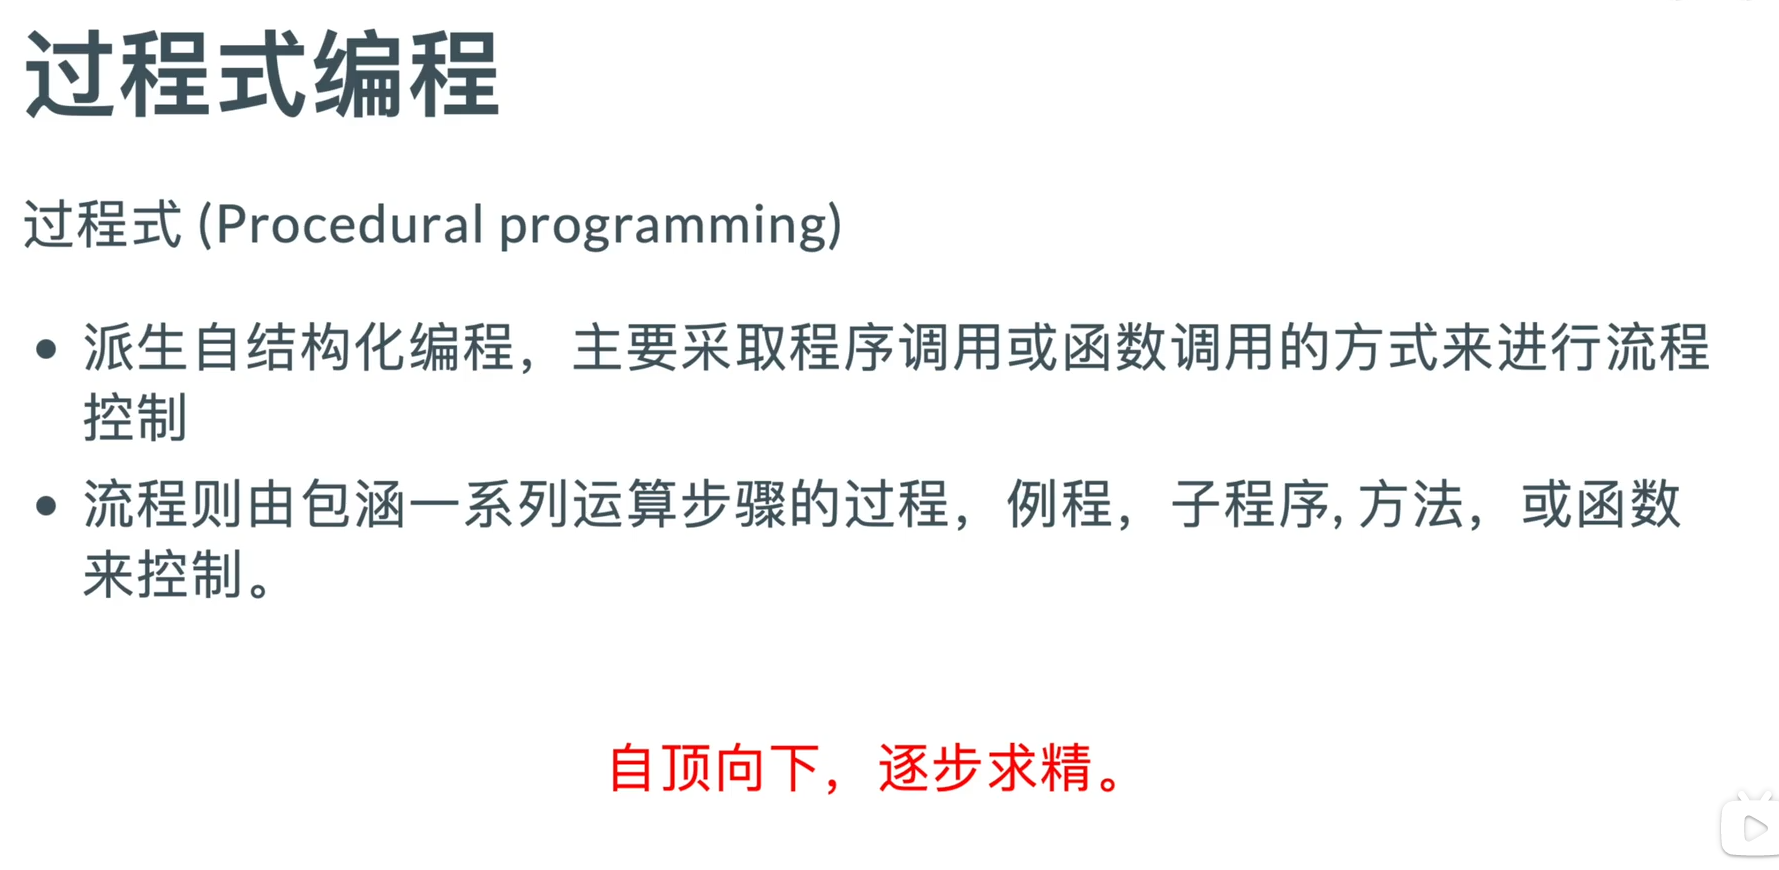 过程式编程
过程式 (Procedural programming)
• 派生自结构化编程，主要采取程序调用或函数调用的方式来进行流程
控制
• 流程则由包涵一系列运算步骤的过程，例程，子程序, 方法，或函数
来控制。
自顶向下，逐步求精。